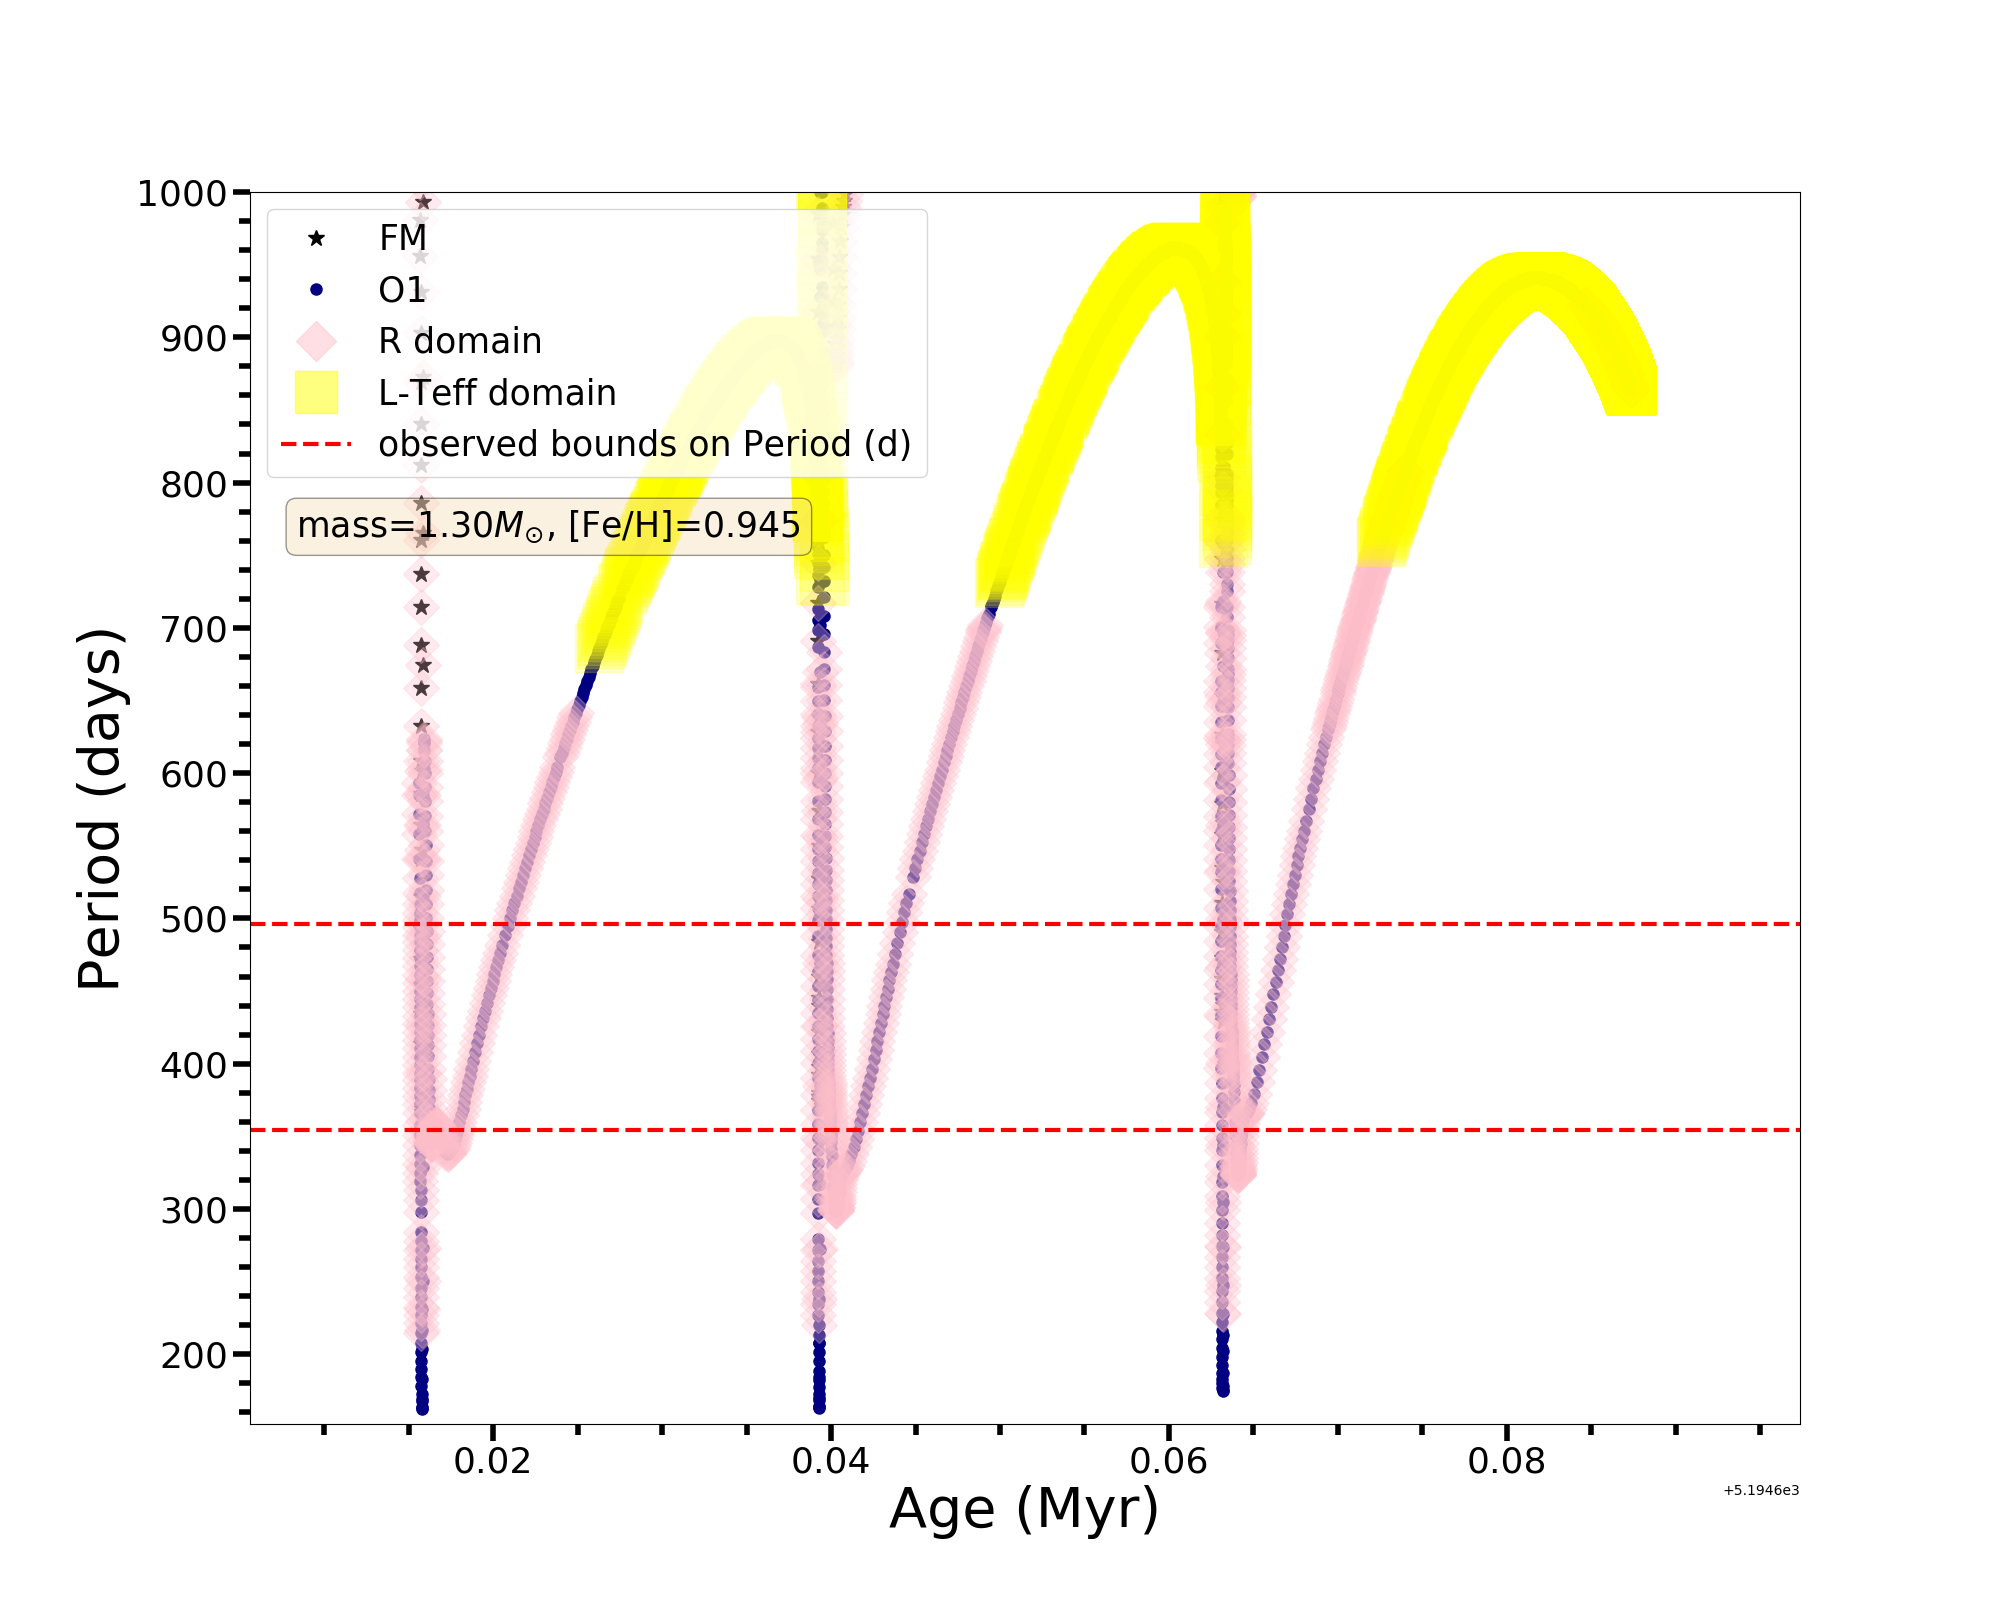 1000
900
800
700
600
500
400
300
200
Period (days)
FM
O1
R domain
L-Teff domain
observed bounds on Period (d)
mass=1.30M⊙, [Fe/H]=0.945
0.02
0.04
0.06
0.08
+5.1946e3
Age (Myr)